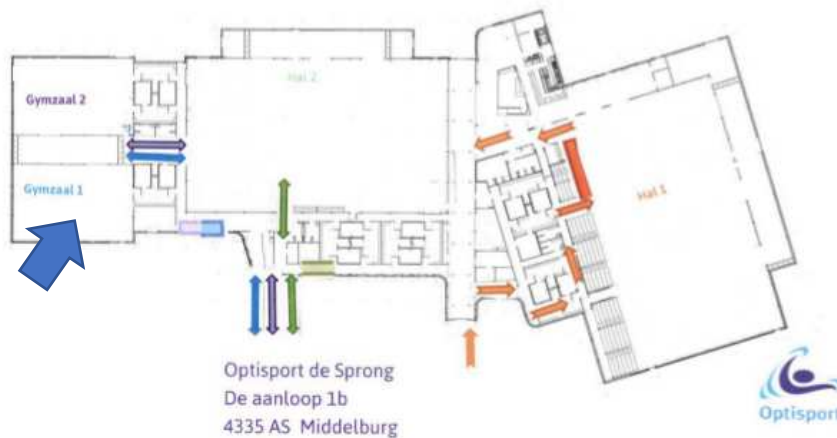 Hal 2
Gymzaal 2
Gymzaal 1
Hal 1
Optisport de Sprong
De aanloop 1b
4335 AS Middelburg
Optisport